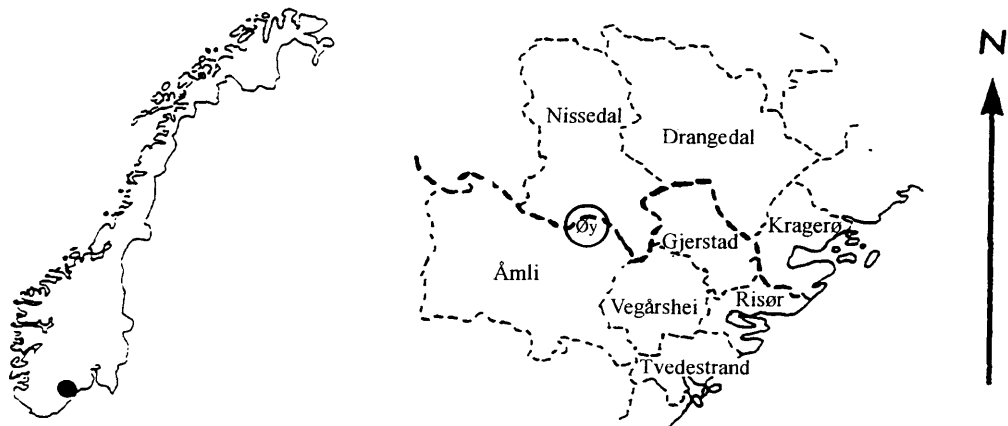 N
Nissedal
Drangedal
Øy
Gjerstad
Kragerø
Åmli
Vegårshei
Risør
Tvedestrand